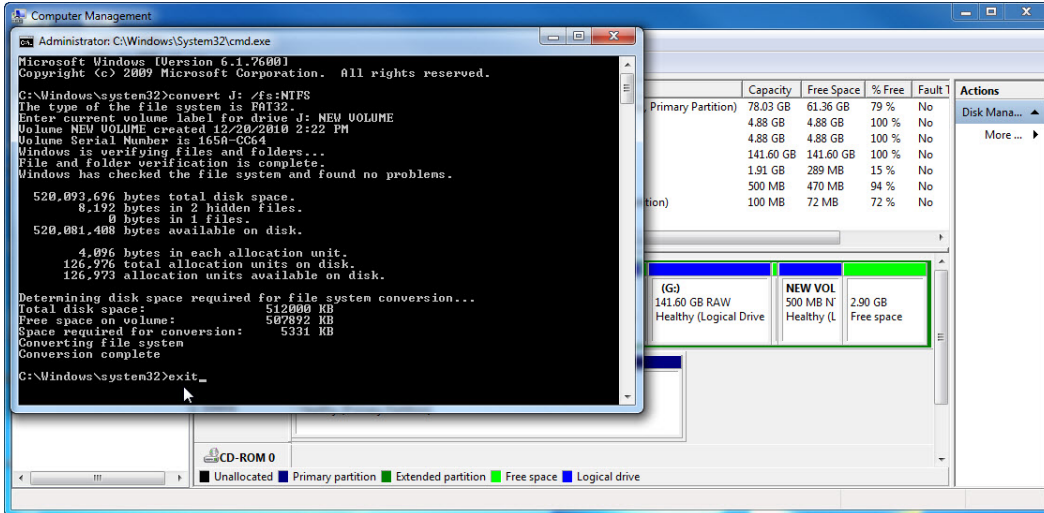 Computer Management
Administrator: C:\Windows\System32\cmd.exe
Microsoft Windows [Version 6.1.7600]
Copyright (c) 2009 Microsoft Corporation.  All rights reserved.
C:\Windows\system32>convert J: /fs:NTFS
The type of the file system is FAT32.
Enter current volume label for drive J: NEW VOLUME
Volume NEW VOLUME created 12/20/2010 2:22 PM
Volume Serial Number is 165A-CC64
Windows is verifying files and folders...
File and folder verification is complete.
Windows has checked the file system and found no problems.
520,093,696 bytes total disk space.
8,192 bytes in 2 hidden files.
0 bytes in 1 files.
520,081,408 bytes available on disk.
4,096 bytes in each allocation unit.
126,976 total allocation units on disk.
126,973 allocation units available on disk.
Determining disk space required for file system conversion...
Total disk space: 512000 KB
Free space on volume: 507892 KB
Space required for conversion: 5331 KB
Converting file system
Conversion complete
C:\Windows\system32>exit_
Capacity Free Space % Free Fault T
, Primary Partition) 78.03 GB 61.36 GB 79 % No
4.88 GB 4.88 GB 100 % No
4.88 GB 4.88 GB 100 % No
141.60 GB 141.60 GB 100 % No
1.91 GB 289 MB 15 % No
500 MB 470 MB 94 % No
tion) 100 MB 72 MB 72 % No
Actions
Disk Mana...
More ...
(G:)
141.60 GB RAW
Healthy (Logical Drive
NEW VOL
500 MB N
Healthy (L
2.90 GB
Free space
CD-ROM 0
Unallocated Primary partition Extended partition Free space Logical drive